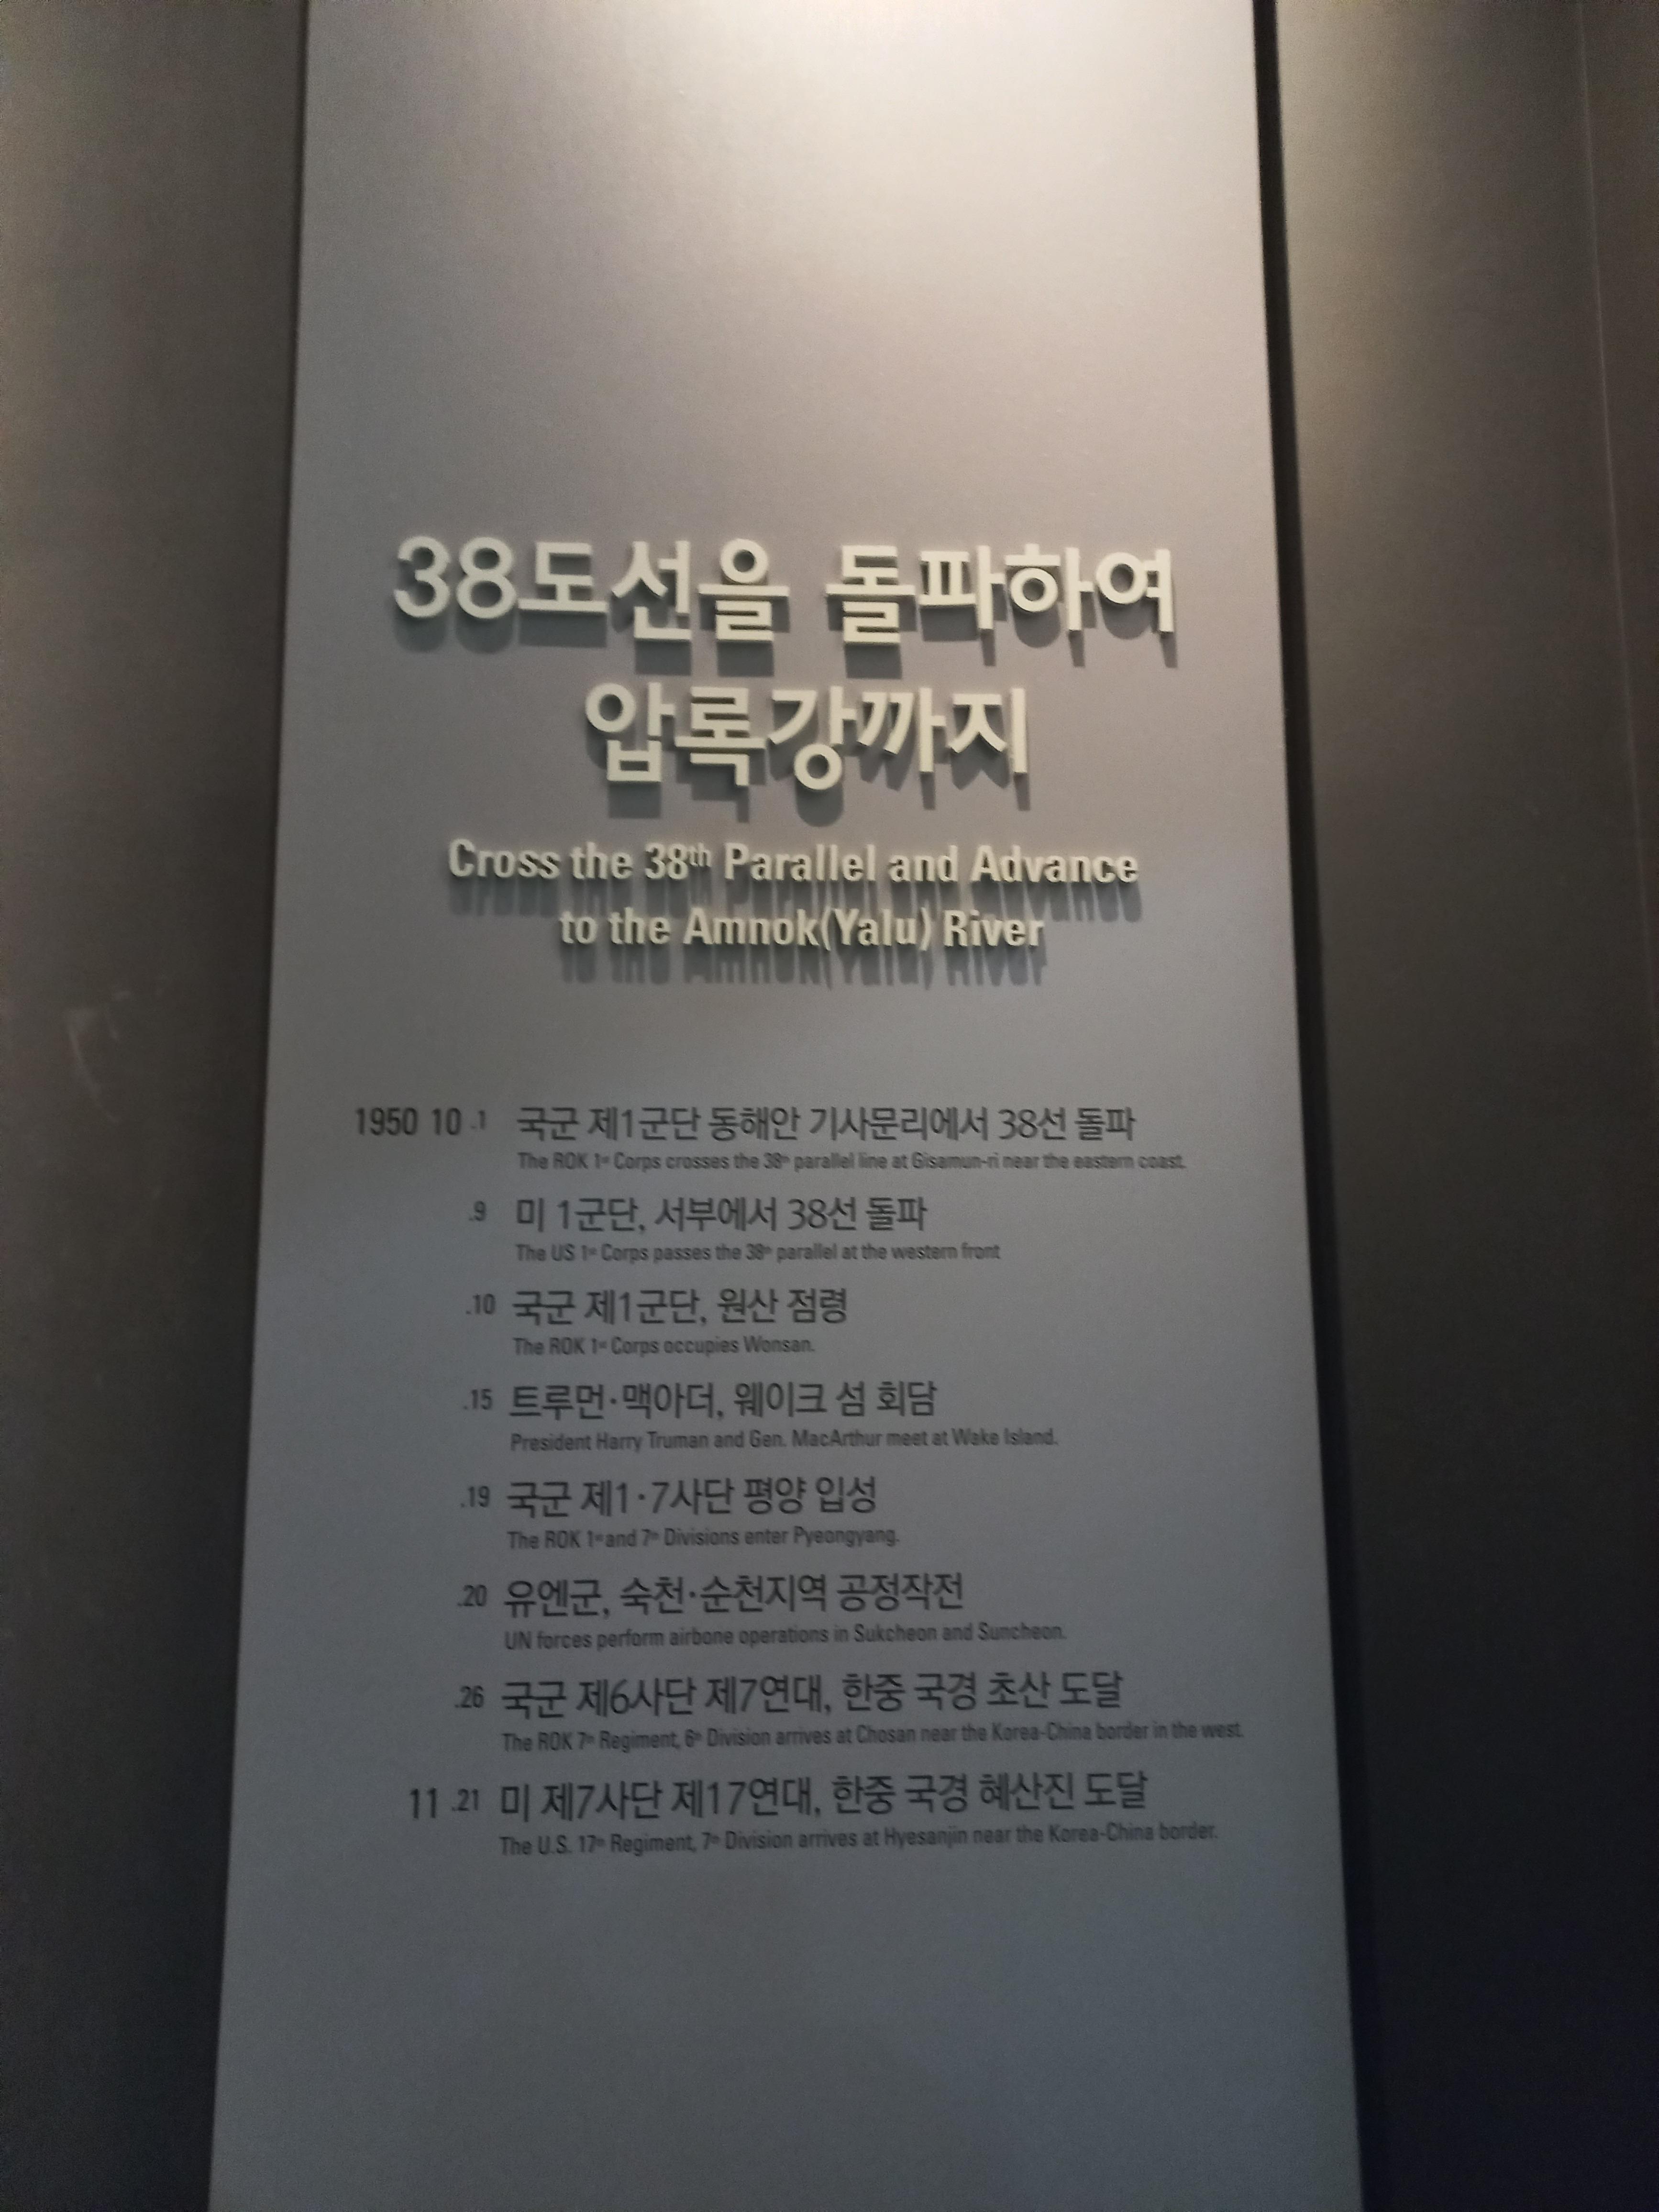 38도선을 돌파하여
압록강까지
Cross the 38th Parallel and Advance
to the Amnok(Yalu) River
1950 10 .1 국군 제1군단 동해안 기사문리에서 38선 돌파
The ROK 1st Corps crosses the 38th parallel line at Gisamun-ri near the eastern coast.
.9 미 1군단, 서부에서 38선 돌파
The US 1st Corps passes the 38th parallel at the western front
.10 국군 제1군단, 원산 점령
The ROK 1st Corps occupies Wonsan.
.15 트루먼·맥아더, 웨이크 섬 회담
President Harry Truman and Gen. MacArthur meet at Wake Island.
.19 국군 제1·7사단 평양 입성
The ROK 1st and 7th Divisions enter Pyeongyang.
.20 유엔군, 숙천·순천지역 공정작전
UN forces perform airbone operations in Sukcheon and Suncheon.
.26 국군 제6사단 제7연대, 한중 국경 초산 도달
The ROK 7th Regiment, 6th Division arrives at Chosan near the Korea-China border in the west.
11 .21 미 제7사단 제17연대, 한중 국경 혜산진 도달
The U.S. 17th Regiment, 7th Division arrives at Hyesanjin near the Korea-China border.